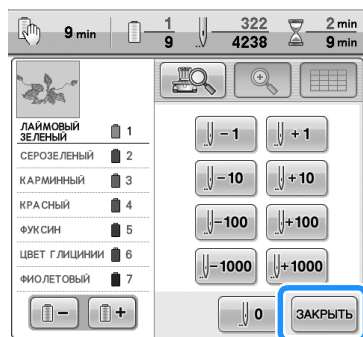 9 min 1 322 2 min
9 4238 9 min
ЛАЙМОВЫЙ ЗЕЛЕНЫЙ 1
СЕРОЗЕЛЕНЫЙ 2
КАРМИННЫЙ 3
КРАСНЫЙ 4
ФУКСИН 5
ЦВЕТ ГЛИЦИНИИ 6
ФИОЛЕТОВЫЙ 7
− 1 + 1
− 10 + 10
−100 +100
−1000 +1000
− + 0 ЗАКРЫТЬ